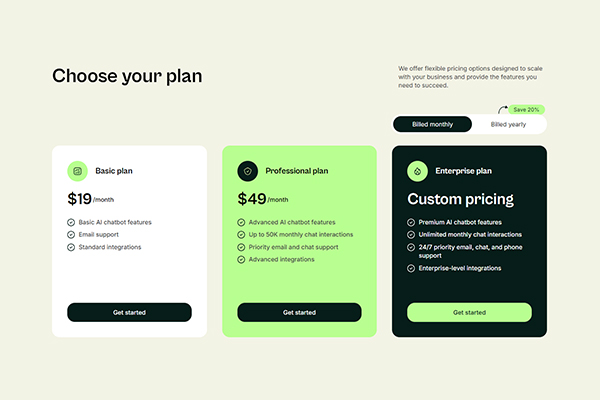 Choose your plan
We offer flexible pricing options designed to scale
with your business and provide the features you
need to succeed.
Save 20%
Billed monthly
Billed yearly
Basic plan
$19/month
Basic AI chatbot features
Email support
Standard integrations
Get started
Professional plan
$49/month
Advanced AI chatbot features
Up to 50K monthly chat interactions
Priority email and chat support
Advanced integrations
Get started
Enterprise plan
Custom pricing
Premium AI chatbot features
Unlimited monthly chat interactions
24/7 priority email, chat, and phone
support
Enterprise-level integrations
Get started